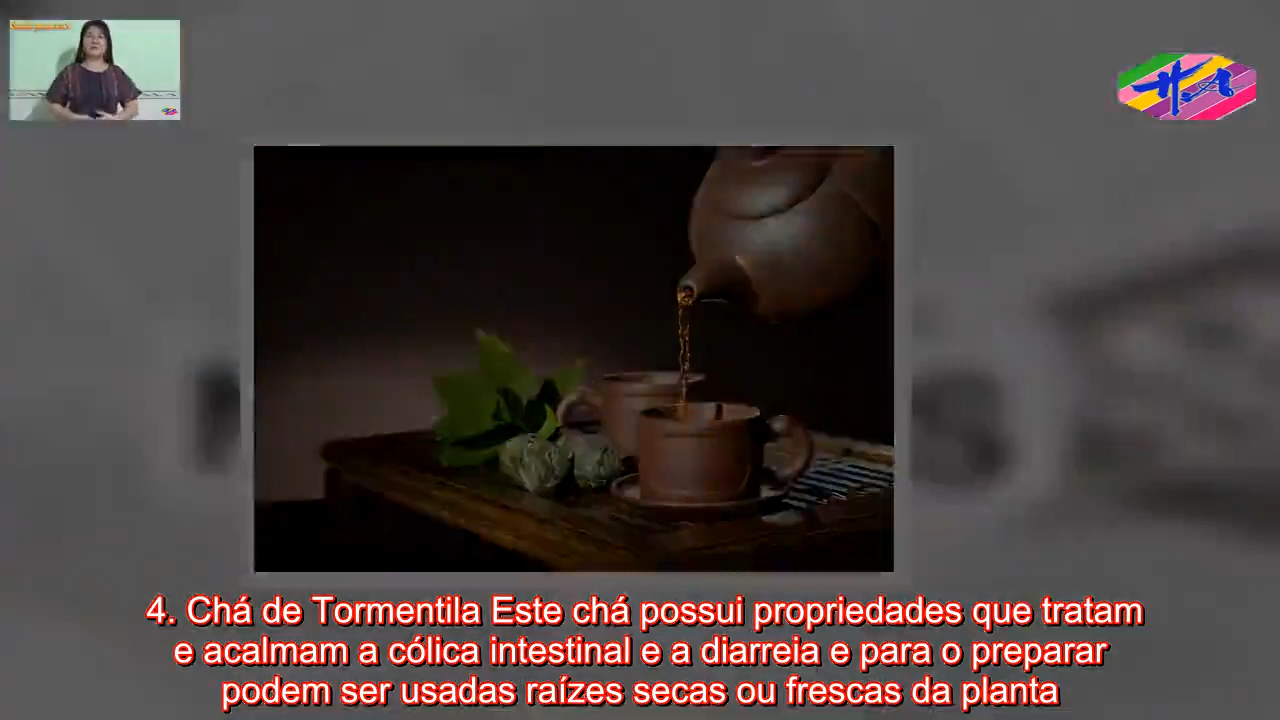 H.A
4. Chá de Tormentila Este chá possui propriedades que tratam
e acalmam a cólica intestinal e a diarreia e para o preparar
podem ser usadas raízes secas ou frescas da planta